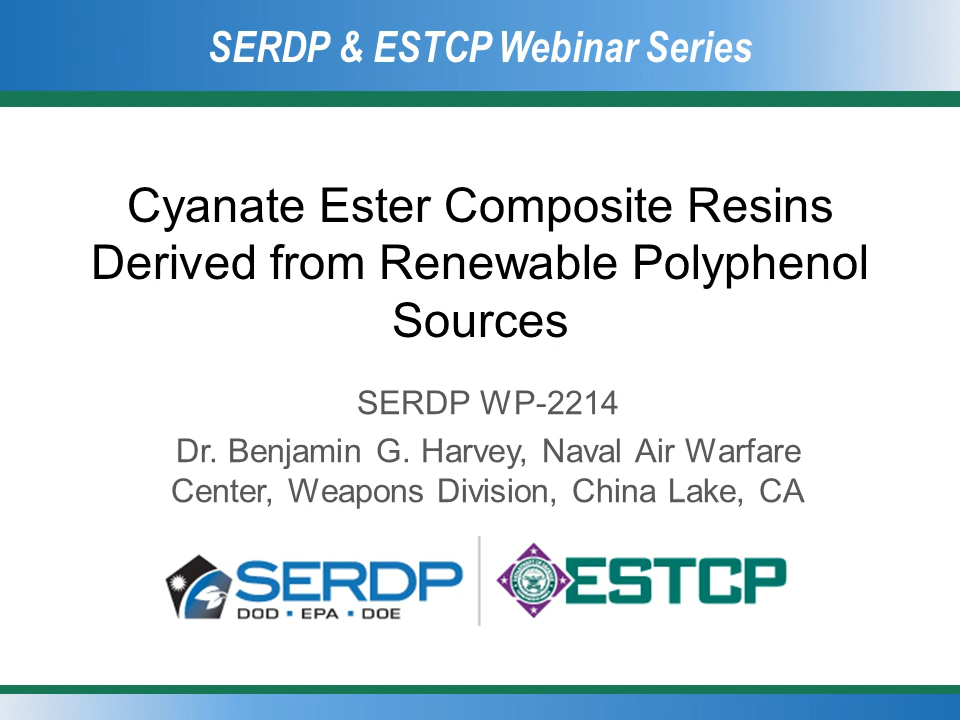 SERDP & ESTCP Webinar Series
Cyanate Ester Composite Resins
Derived from Renewable Polyphenol
Sources
SERDP WP-2214
Dr. Benjamin G. Harvey, Naval Air Warfare
Center, Weapons Division, China Lake, CA
SERDP
DOD • EPA • DOE
ESTCP